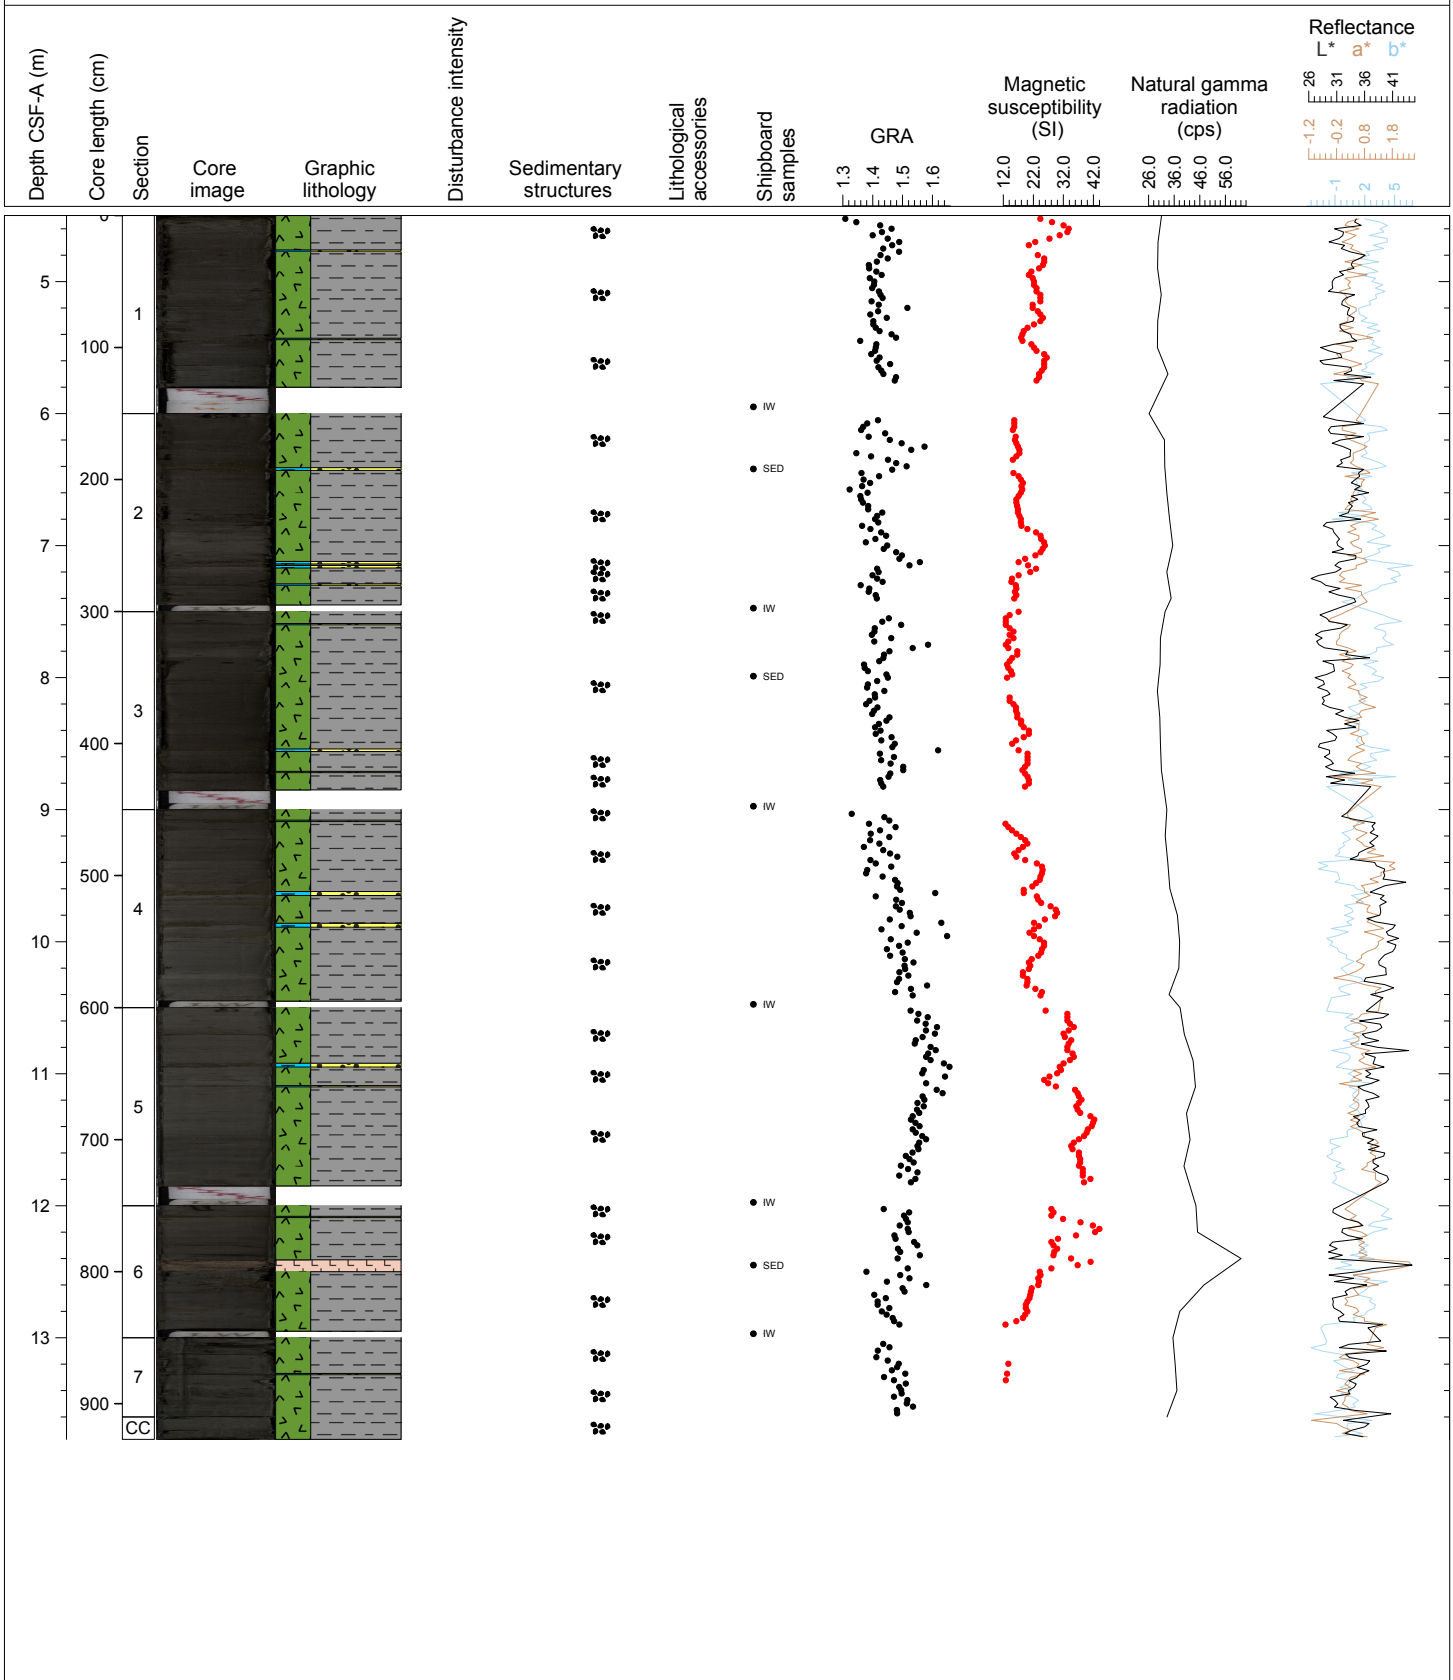 Depth CSF-A (m)
Core length (cm)
Section
Core
image
Graphic
lithology
Disturbance intensity
Sedimentary
structures
Lithological
accessories
Shipboard
samples
GRA
1.3 1.4 1.5 1.6
Magnetic
susceptibility
(SI)
12.0 22.0 32.0 42.0
Natural gamma
radiation
(cps)
26.0 36.0 46.0 56.0
Reflectance
L* a* b*
26 31 36 41
-1.2 -0.2 0.8 1.8
-1 2 5
0
5
1
100
6
IW
200
SED
2
7
300
IW
8
SED
3
400
9
IW
500
4
10
600
IW
11
5
700
12
IW
800
6
SED
13
IW
7
900
CC